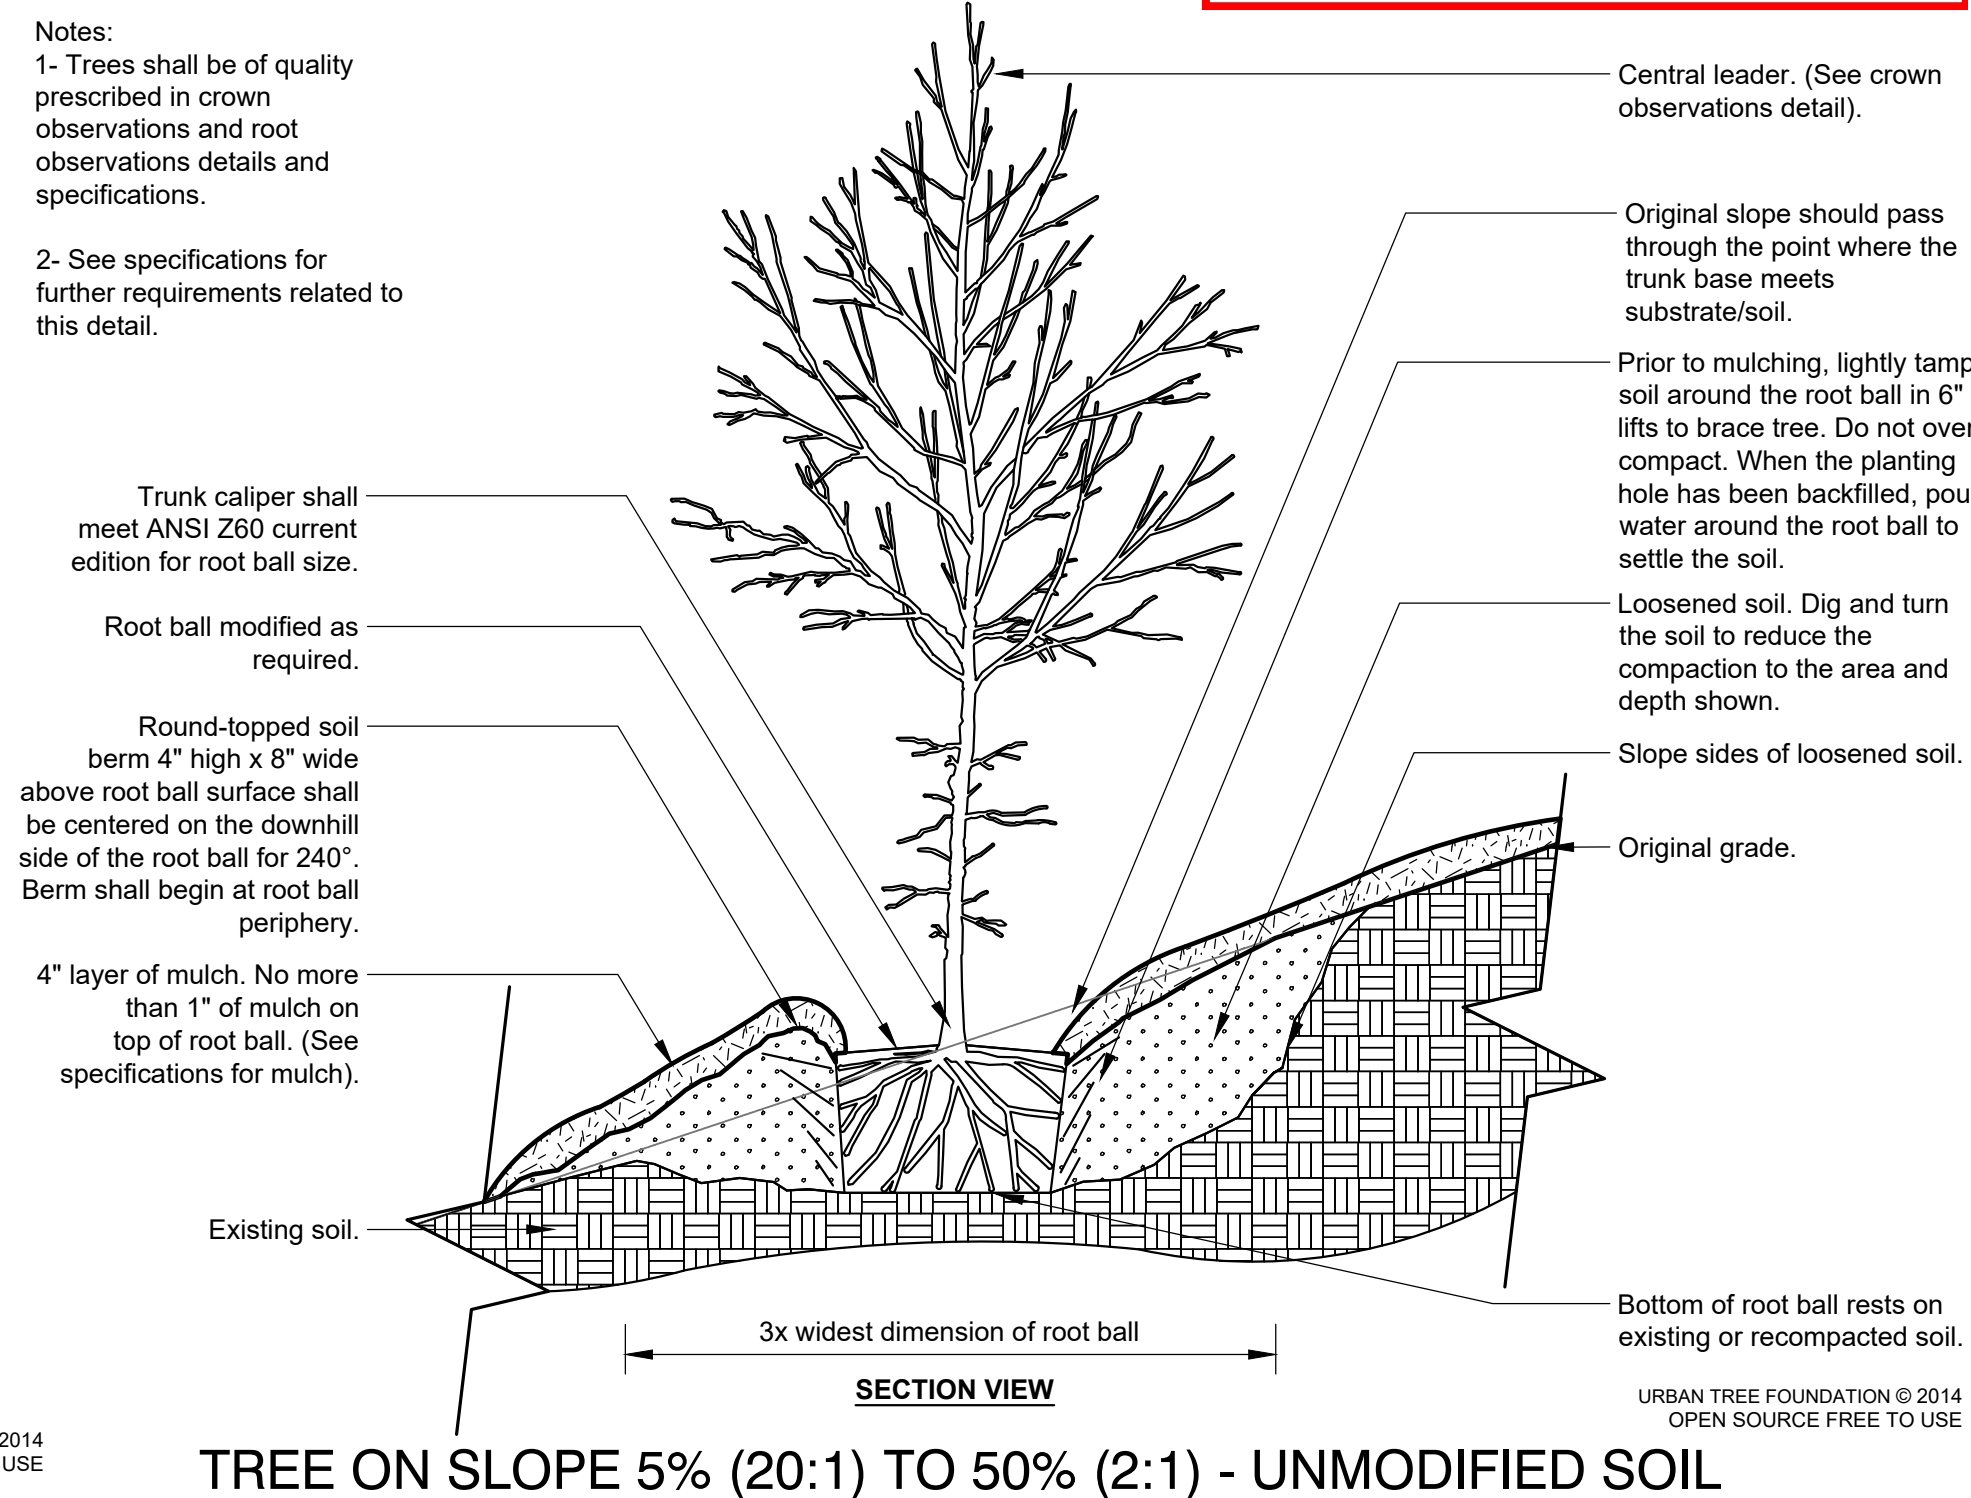 Notes:
1- Trees shall be of quality
prescribed in crown
observations and root
observations details and
specifications.
2- See specifications for
further requirements related to
this detail.
Trunk caliper shall
meet ANSI Z60 current
edition for root ball size.
Root ball modified as
required.
Round-topped soil
berm 4" high x 8" wide
above root ball surface shall
be centered on the downhill
side of the root ball for 240°.
Berm shall begin at root ball
periphery.
4" layer of mulch. No more
than 1" of mulch on
top of root ball. (See
specifications for mulch).
Existing soil.
Central leader. (See crown
observations detail).
Original slope should pass
through the point where the
trunk base meets
substrate/soil.
Prior to mulching, lightly tamp
soil around the root ball in 6"
lifts to brace tree. Do not over
compact. When the planting
hole has been backfilled, pou
water around the root ball to
settle the soil.
Loosened soil. Dig and turn
the soil to reduce the
compaction to the area and
depth shown.
Slope sides of loosened soil.
Original grade.
Bottom of root ball rests on
existing or recompacted soil.
3x widest dimension of root ball
SECTION VIEW
URBAN TREE FOUNDATION © 2014
OPEN SOURCE FREE TO USE
2014
USE
TREE ON SLOPE 5% (20:1) TO 50% (2:1) - UNMODIFIED SOIL